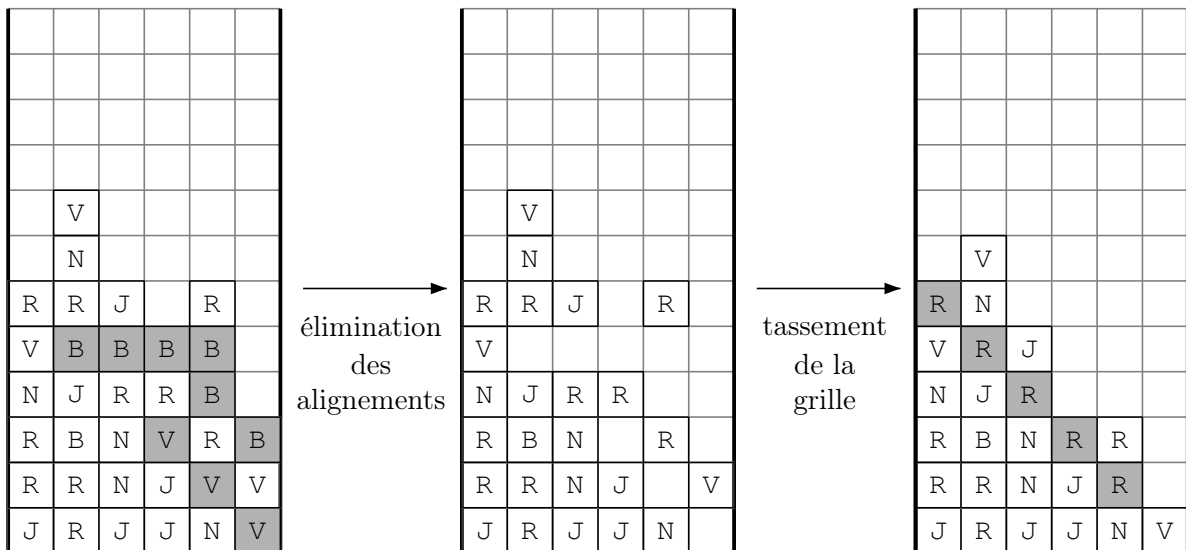 V
N
R R J R
V B B B B
N J R R B
R B N V R B
R R N J V V
J R J J N V
élimination
des
alignements
V
N
R R J R
V
N J R R
R B N R
R R N J V
J R J J N
tassement
de la
grille
V
R N
V R J
N J R
R B N R R
R R N J R
J R J J N V